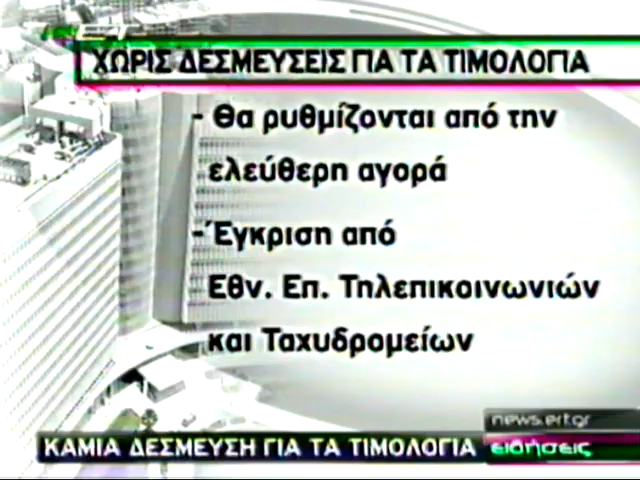 ΧΩΡΙΣ ΔΕΣΜΕΥΣΕΙΣ ΓΙΑ ΤΑ ΤΙΜΟΛΟΓΙΑ
- Θα ρυθμίζονται από την
ελεύθερη αγορά
- Έγκριση από
Εθν. Επ. Τηλεπικοινωνιών
και Ταχυδρομείων
news.ert.gr
ΚΑΜΙΑ ΔΕΣΜΕΥΣΗ ΓΙΑ ΤΑ ΤΙΜΟΛΟΓΙΑ
ειδήσεις